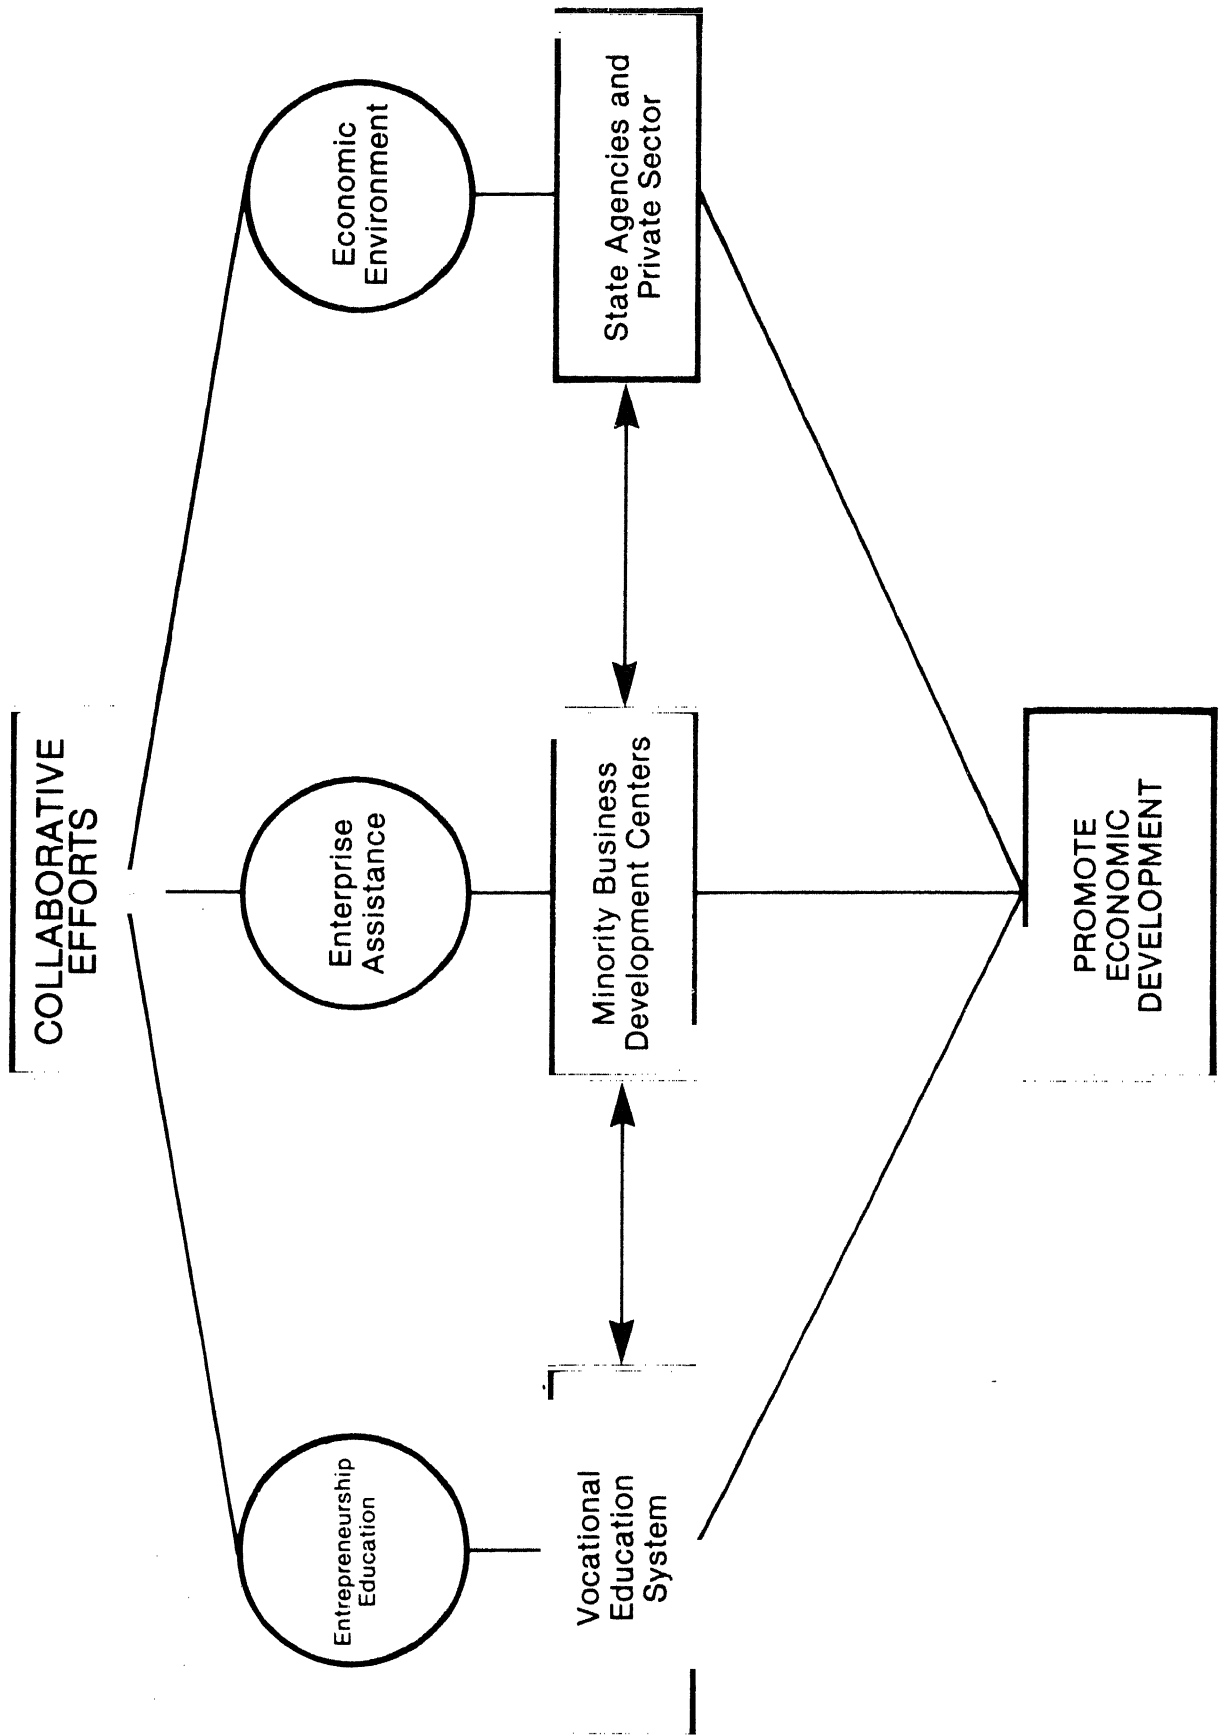 COLLABORATIVE
EFFORTS
Entrepreneurship
Education
Enterprise
Assistance
Economic
Environment
Vocational
Education
System
Minority Business
Development Centers
State Agencies and
Private Sector
PROMOTE
ECONOMIC
DEVELOPMENT